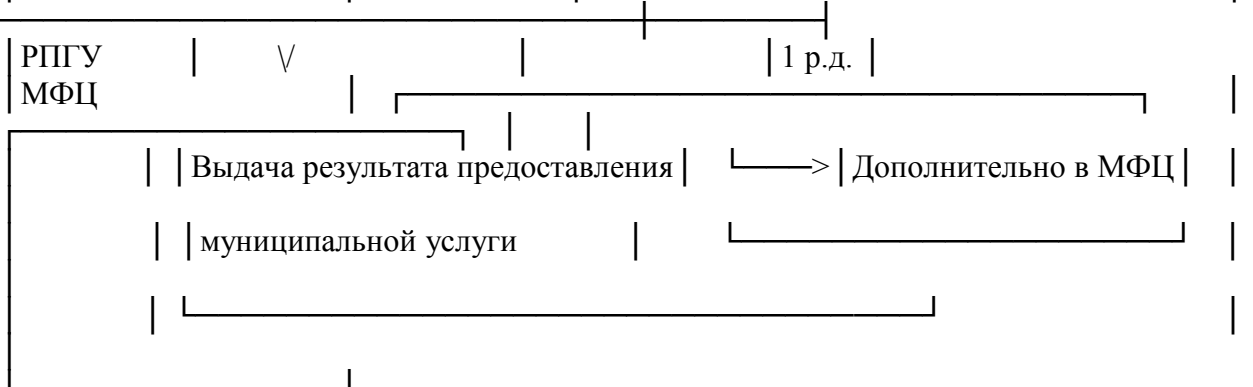 РПГУ \/ 1 р.д.
МФЦ
Выдача результата предоставления > Дополнительно в МФЦ
муниципальной услуги